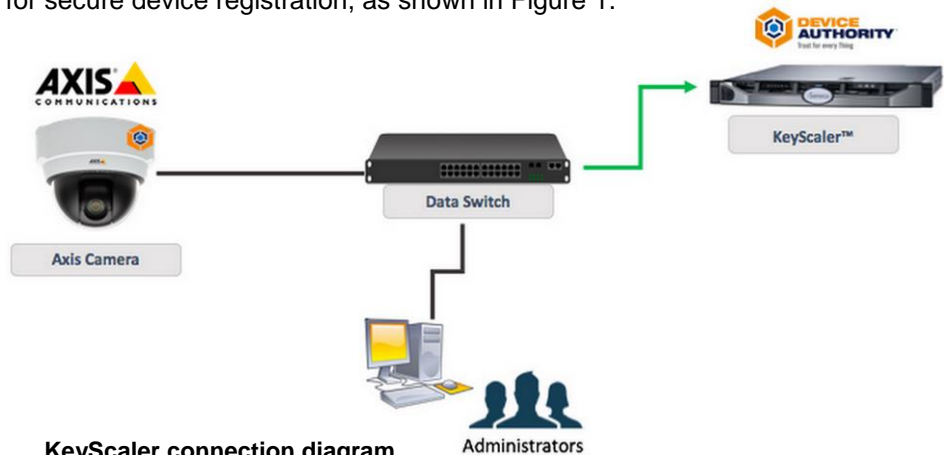 for secure device registration, as shown in Figure 1.
DEVICE
AUTHORITY
Trust for every Thing
AXIS
COMMUNICATIONS
KeyScaler™
Data Switch
Axis Camera
Administrators
KeyScaler connection diagram